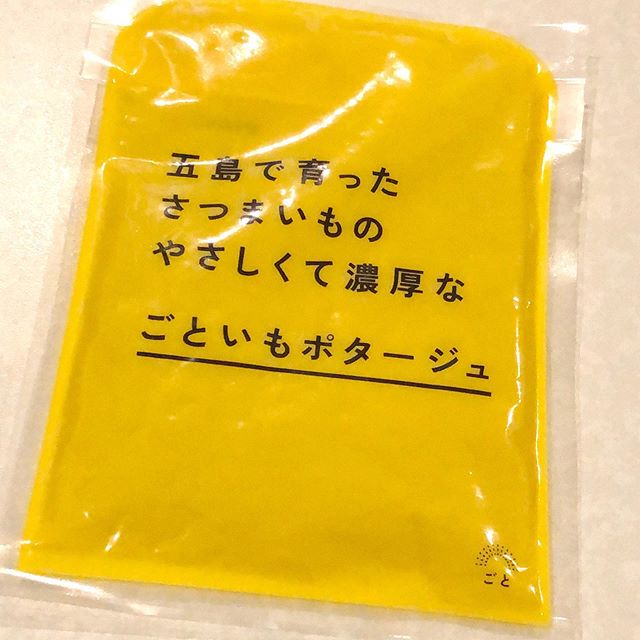 五島で育った
さつまいもの
やさしくて濃厚な
ごといもポタージュ
ごと